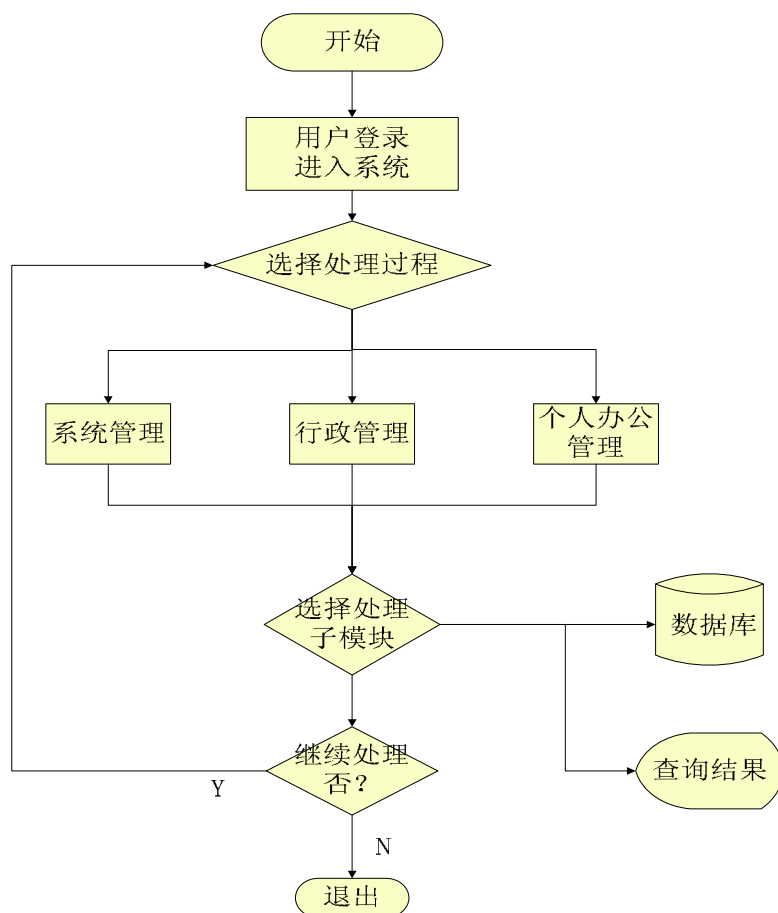 开始
用户登录
进入系统
选择处理过程
系统管理
行政管理
个人办公
管理
选择处理
子模块
数据库
继续处理
否?
查询结果
Y
N
退出